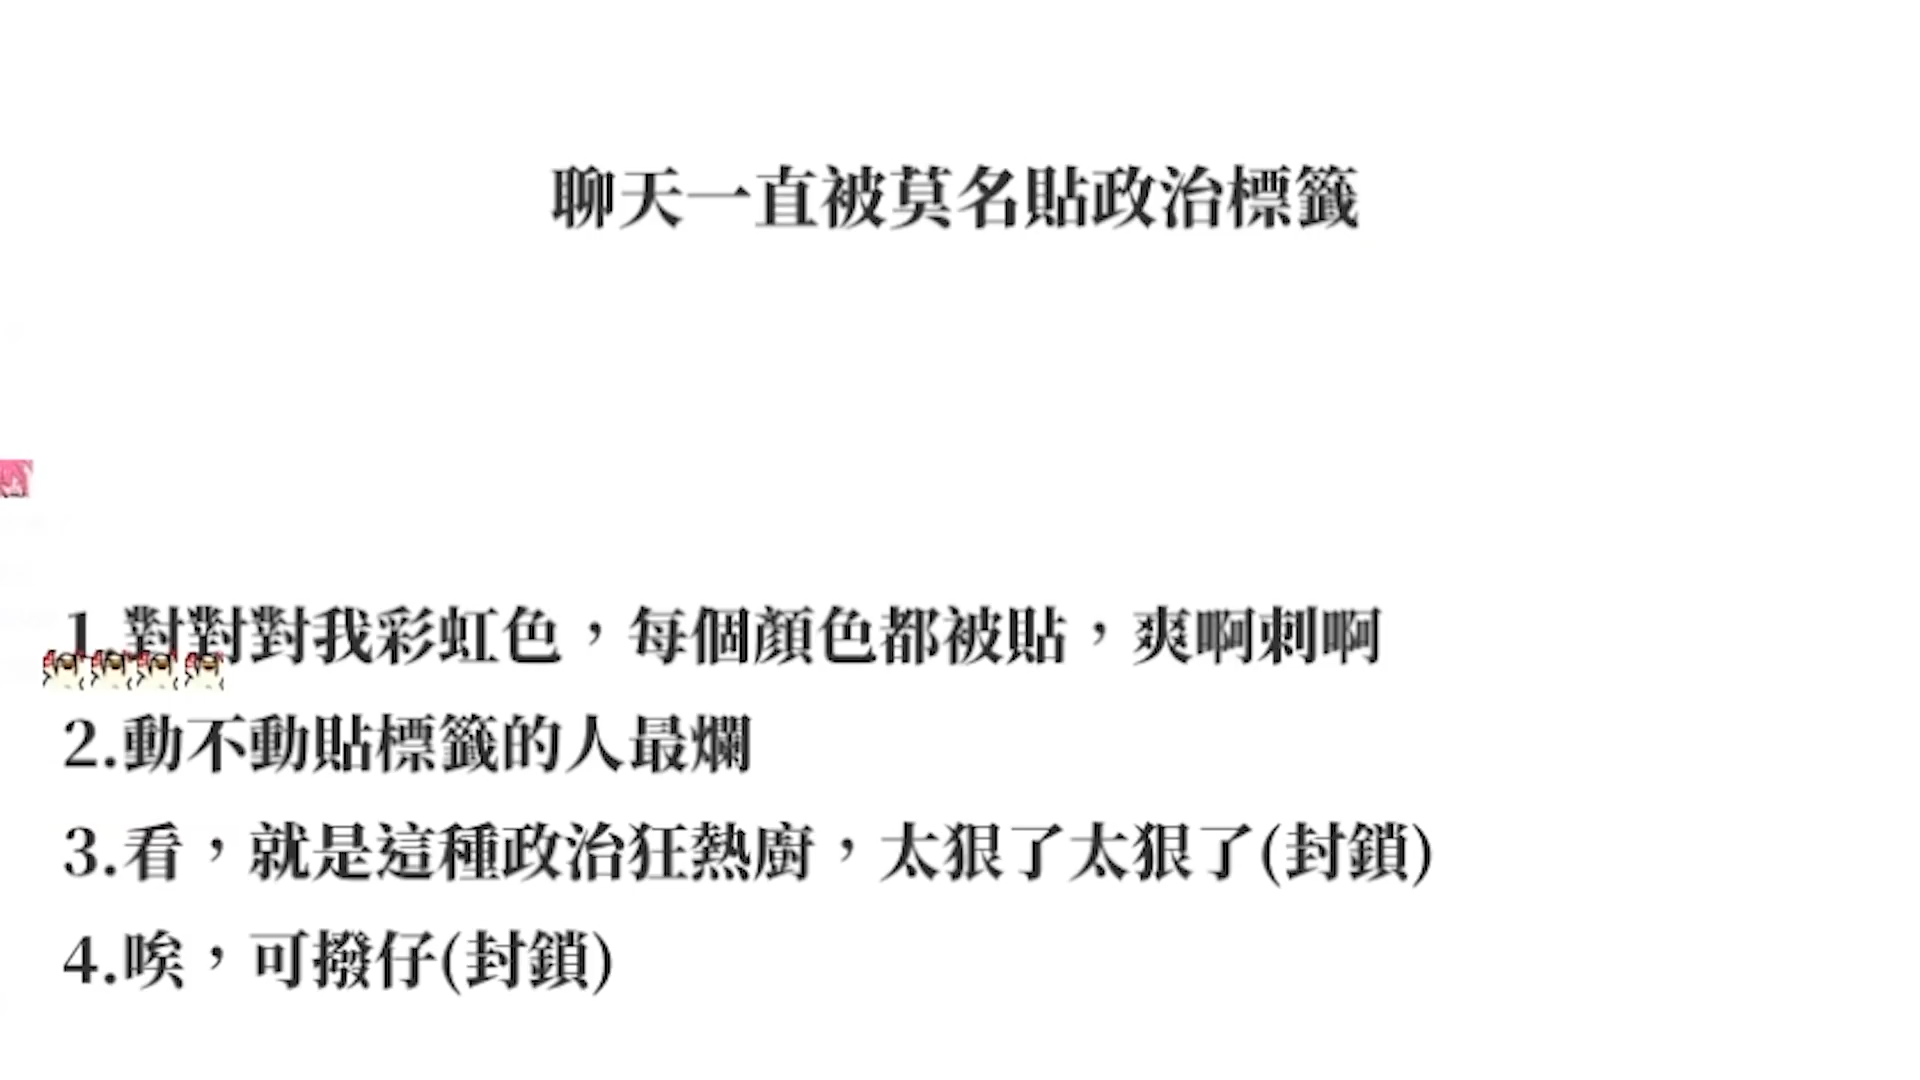 聊天一直被莫名貼政治標籤
1.對對對我彩虹色，每個顏色都被貼，爽啊刺啊
2.動不動貼標籤的人最爛
3.看，就是這種政治狂熱廚，太狠了太狠了(封鎖)
4.唉，可撥仔(封鎖)